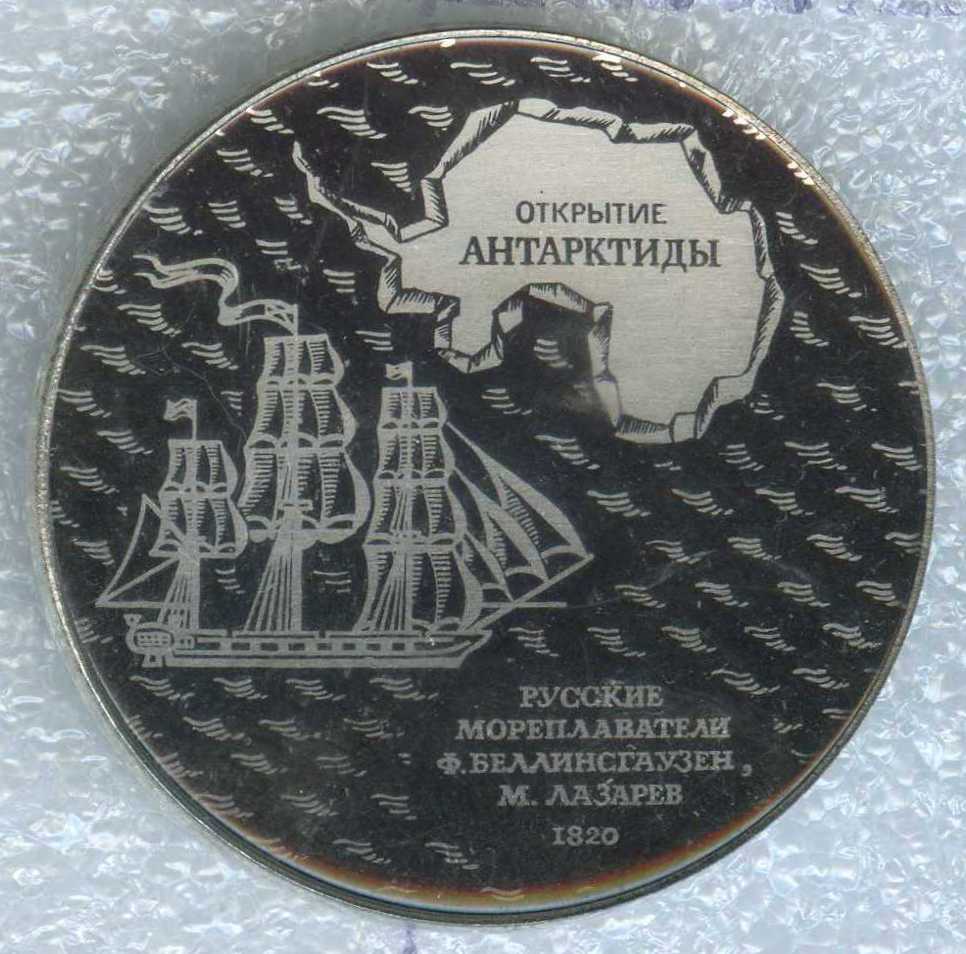 ОТКРЫТИЕ
АНТАРКТИДЫ
РУССКИЕ
МОРЕПЛАВАТЕЛИ
Ф. БЕЛЛИНСГАУЗЕН,
М. ЛАЗАРЕВ
1820